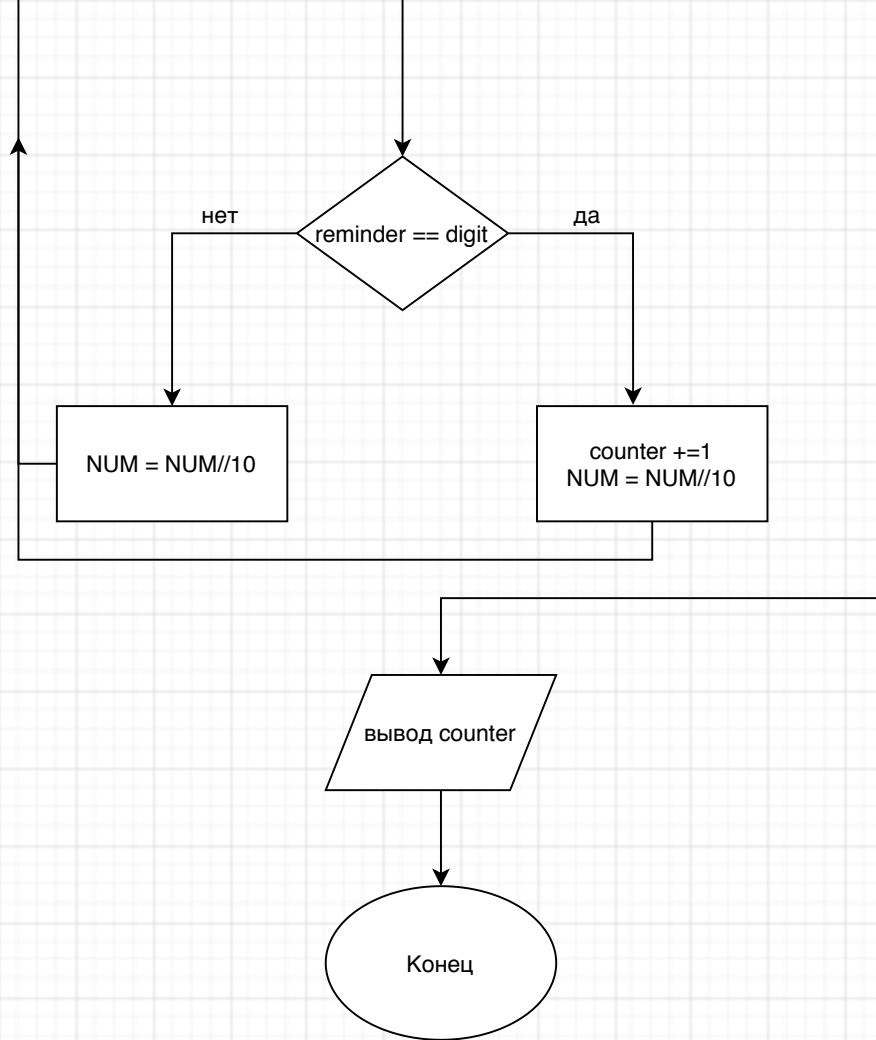 нет
да
reminder == digit
NUM = NUM//10
counter +=1
NUM = NUM//10
вывод counter
Конец